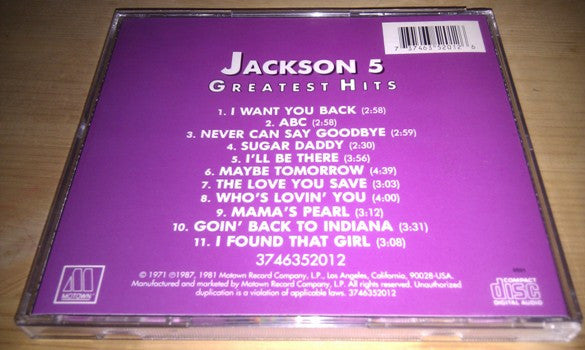 7 37463 52012 6
JACKSON 5
GREATEST HITS
1. I WANT YOU BACK (2:58)
2. ABC (2:58)
3. NEVER CAN SAY GOODBYE (2:59)
4. SUGAR DADDY (2:30)
5. I'LL BE THERE (3:56)
6. MAYBE TOMORROW (4:39)
7. THE LOVE YOU SAVE (3:03)
8. WHO'S LOVIN' YOU (4:00)
9. MAMA'S PEARL (3:12)
10. GOIN' BACK TO INDIANA (3:31)
11. I FOUND THAT GIRL (3:08)
3746352012
© 1971 ℗1987, 1981 Motown Record Company, L.P. Los Angeles, California, 90028-USA.
Manufactured and marketed by Motown Record Company, L.P. All rights reserved. Unauthorized
duplication is a violation of applicable laws. 3746352012
M
MOTOWN
COMPACT
disc
DIGITAL AUDIO